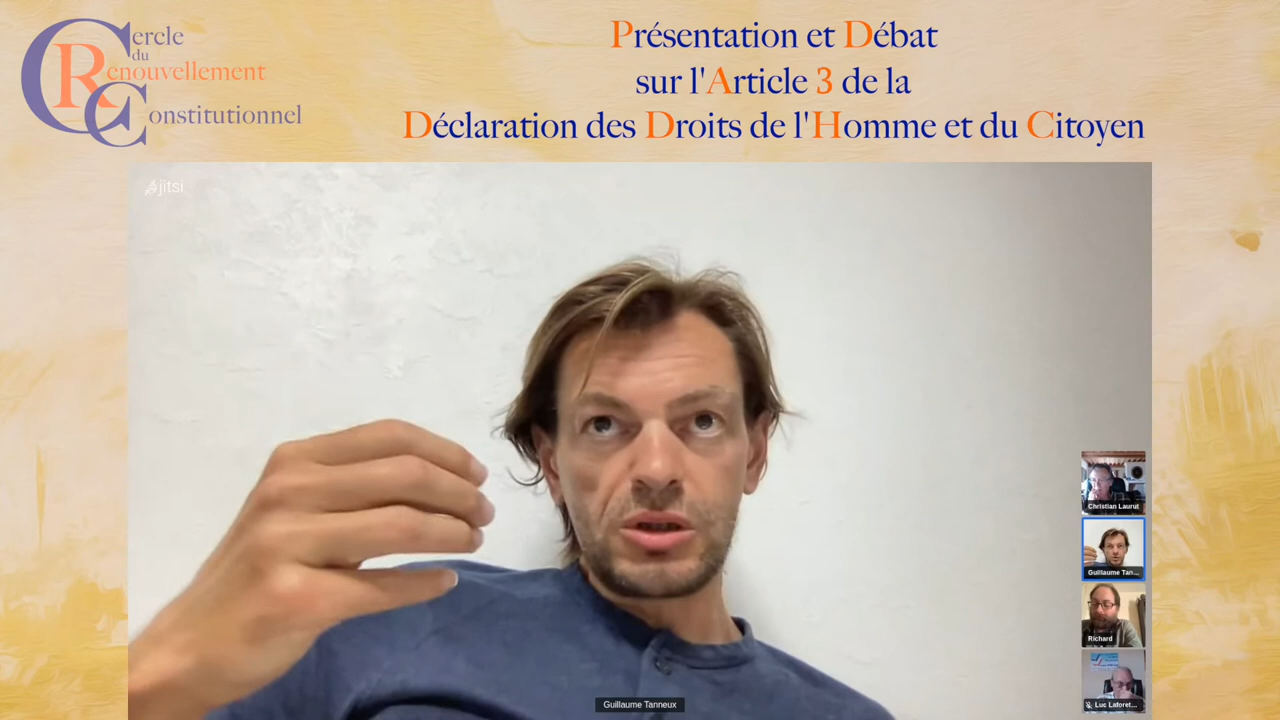 Cercle
du
Renouvellement
Constitutionnel
Présentation et Débat
sur l'Article 3 de la
Déclaration des Droits de l'Homme et du Citoyen
jitsi
Christian Laurut
Guillaume Tan...
Richard
Luc Laforet...
Guillaume Tanneux